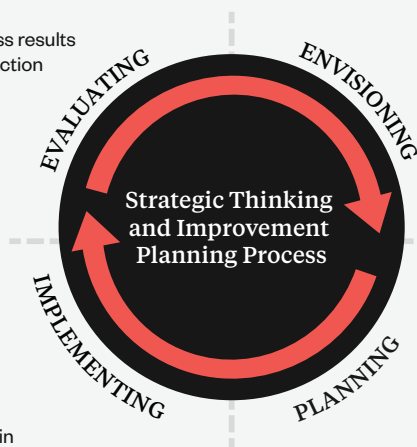 ss results
ction
EVALUATING
ENVISIONING
Strategic Thinking
and Improvement
Planning Process
IMPLEMENTING
PLANNING
in